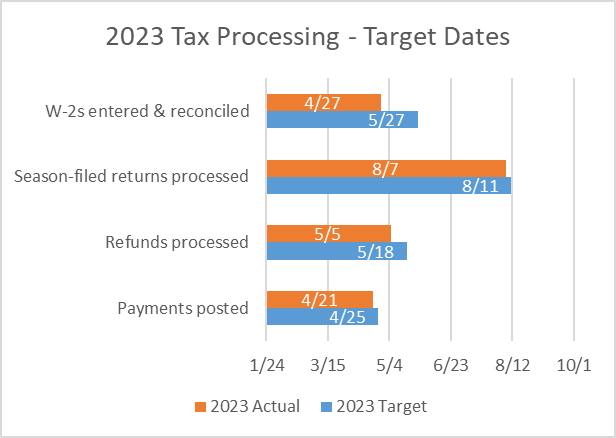 2023 Tax Processing - Target Dates
W-2s entered & reconciled
4/27
5/27
Season-filed returns processed
8/7
8/11
Refunds processed
5/5
5/18
Payments posted
4/21
4/25
1/24 3/15 5/4 6/23 8/12 10/1
2023 Actual 2023 Target